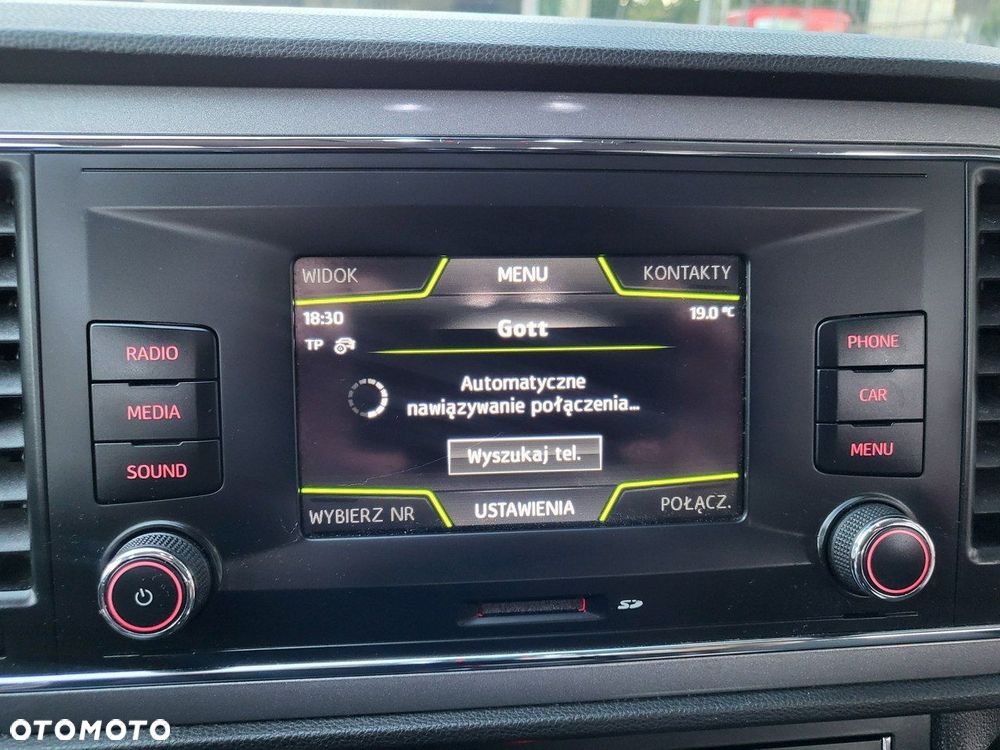 WIDOK
MENU
KONTAKTY
18:30
19.0 °C
TP
Gott
Automatyczne
nawiązywanie połączenia...
Wyszukaj tel.
WYBIERZ NR
USTAWIENIA
POŁĄCZ.
RADIO
MEDIA
SOUND
PHONE
CAR
MENU
SD
OTOMOTO